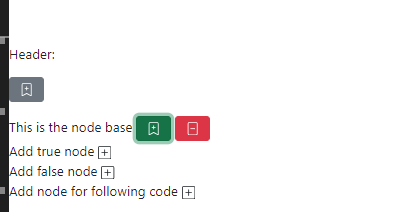 Header:
This is the node base
Add true node
Add false node
Add node for following code